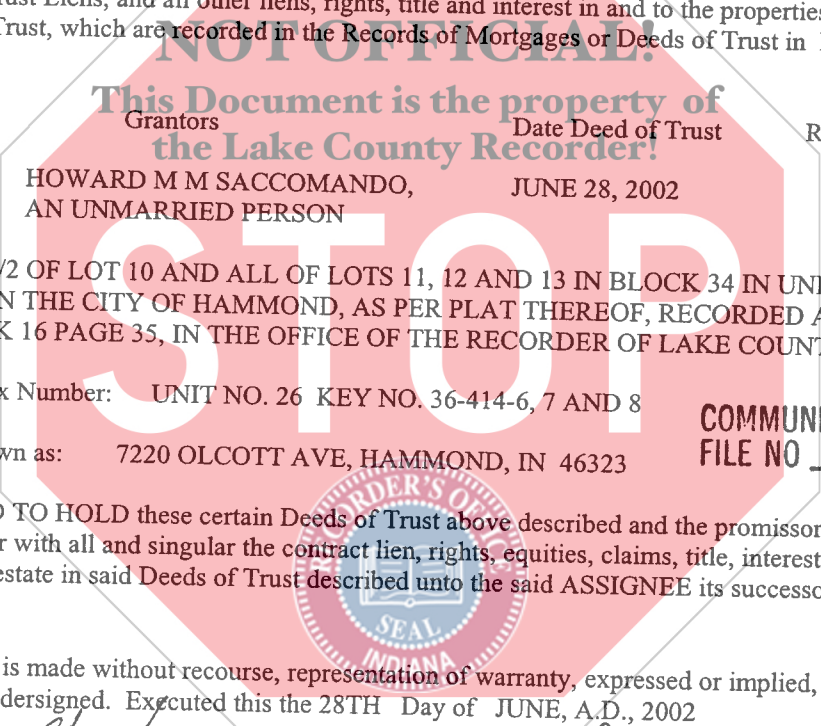 rust Liens, and all other liens, rights, title and interest in and to the properties
Trust, which are recorded in the Records of Mortgages or Deeds of Trust in
NOT OFFICIAL!
This Document is the property of
the Lake County Recorder!
Grantors Date Deed of Trust R
HOWARD M M SACCOMANDO, JUNE 28, 2002
AN UNMARRIED PERSON
STOP
/2 OF LOT 10 AND ALL OF LOTS 11, 12 AND 13 IN BLOCK 34 IN UNI
N THE CITY OF HAMMOND, AS PER PLAT THEREOF, RECORDED A
K 16 PAGE 35, IN THE OFFICE OF THE RECORDER OF LAKE COUNT
x Number: UNIT NO. 26 KEY NO. 36-414-6, 7 AND 8
COMMUNI
FILE NO
wn as: 7220 OLCOTT AVE, HAMMOND, IN 46323
RECORDER'S OFFICE
SEAL
INDIANA
O TO HOLD these certain Deeds of Trust above described and the promissor
r with all and singular the contract lien, rights, equities, claims, title, interest
estate in said Deeds of Trust described unto the said ASSIGNEE its successo
is made without recourse, representation of warranty, expressed or implied,
dersigned. Executed this the 28TH Day of JUNE, A.D., 2002